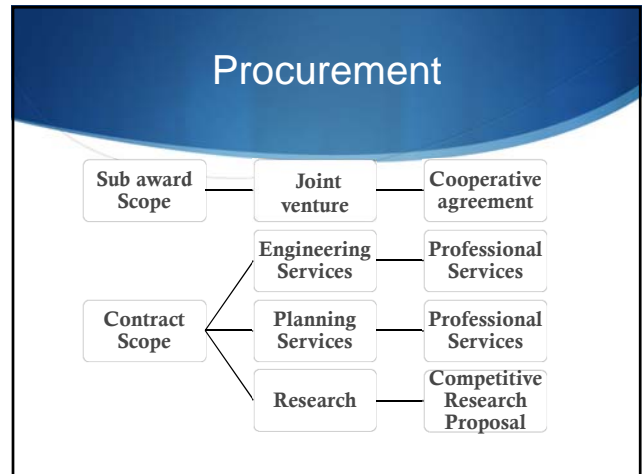 Procurement
Sub award
Scope
Joint
venture
Cooperative
agreement
Engineering
Services
Professional
Services
Contract
Scope
Planning
Services
Professional
Services
Research
Competitive
Research
Proposal